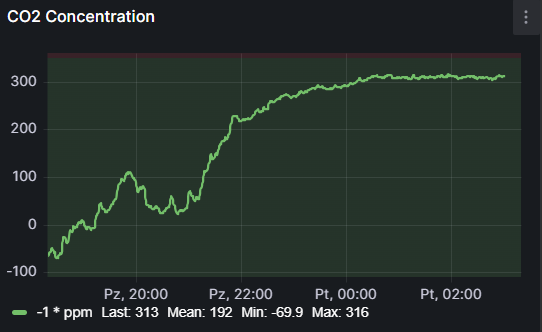 CO2 Concentration
300
200
100
0
-100
Pz, 20:00 Pz, 22:00 Pt, 00:00 Pt, 02:00
-1 * ppm Last: 313 Mean: 192 Min: -69.9 Max: 316